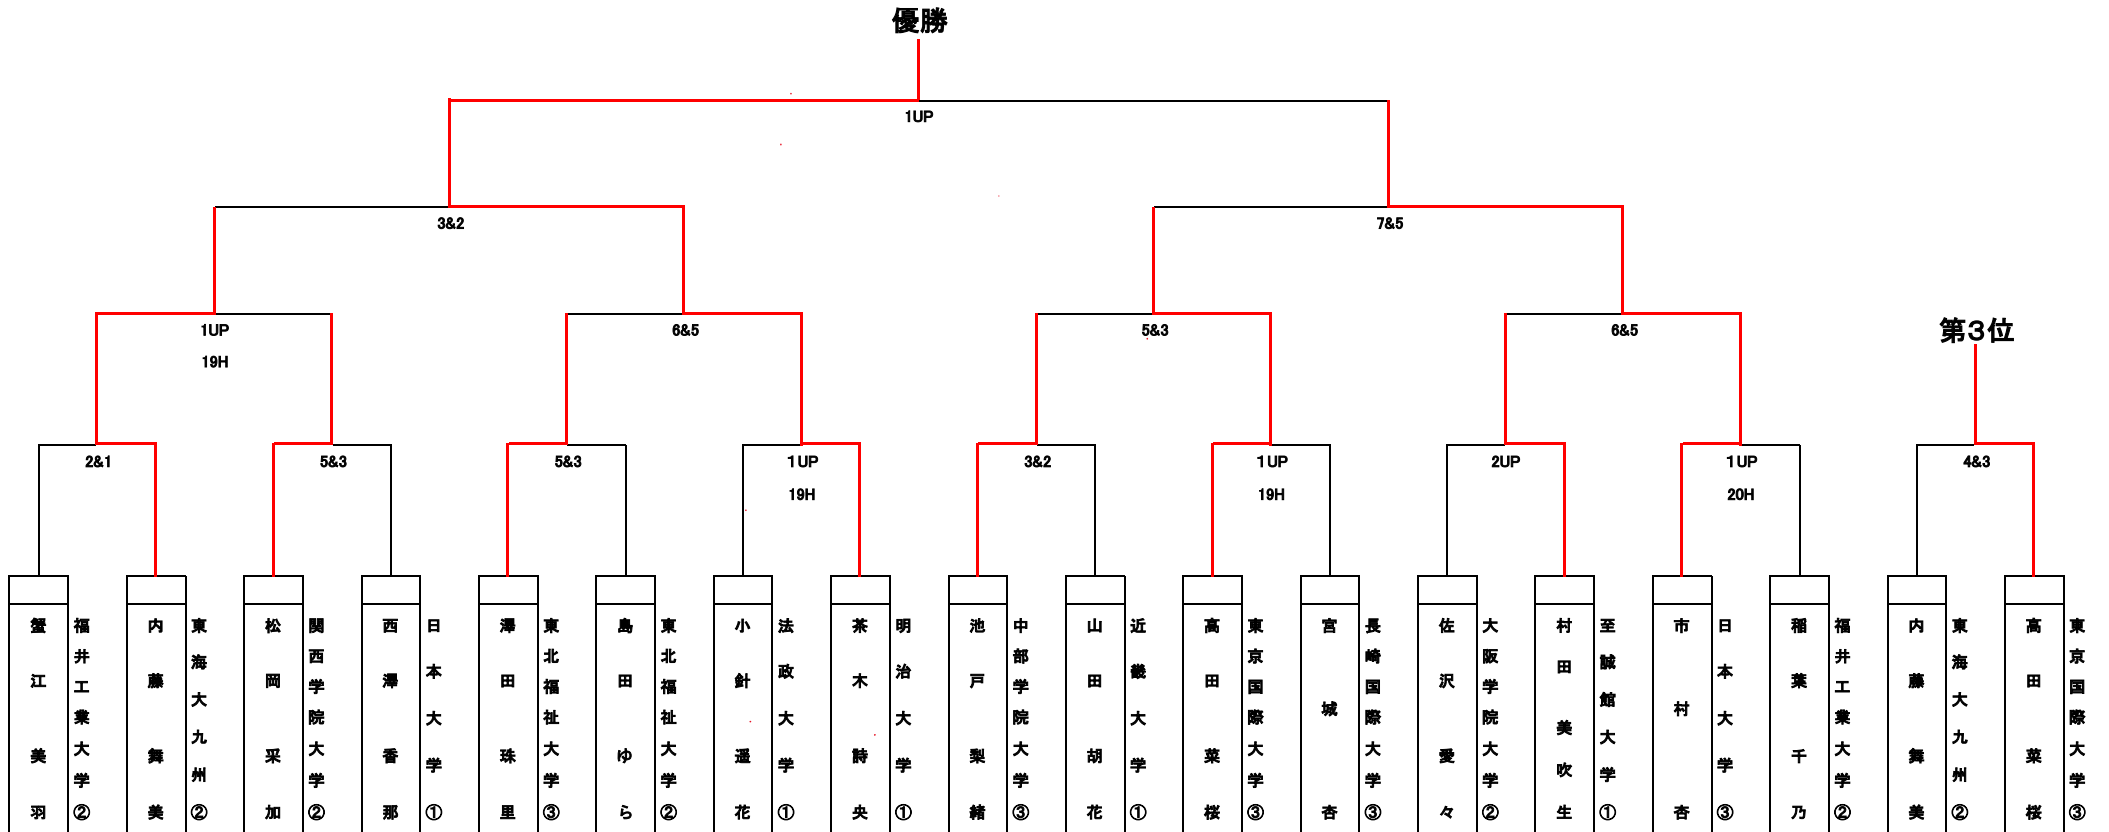 優勝
1UP
3&2
7&5
1UP
19H
6&5
5&3
6&5
第3位
2&1
5&3
5&3
1UP
19H
3&2
1UP
19H
2UP
1UP
20H
4&3
蟹江美羽
福井工業大学②
内藤舞美
東海大九州②
松岡采加
関西学院大学②
西澤香那
日本大学①
澤田珠里
東北福祉大学③
島田ゆら
東北福祉大学②
小針遥花
法政大学①
茶木詩央
明治大学①
池戸梨緒
中部学院大学③
山田胡花
近畿大学①
高田菜桜
東京国際大学③
宮城杏
長崎国際大学③
佐沢愛々
大阪学院大学②
村田美吹生
至誠館大学①
市村杏
日本大学③
稲葉千乃
福井工業大学②
内藤舞美
東海大九州②
高田菜桜
東京国際大学③